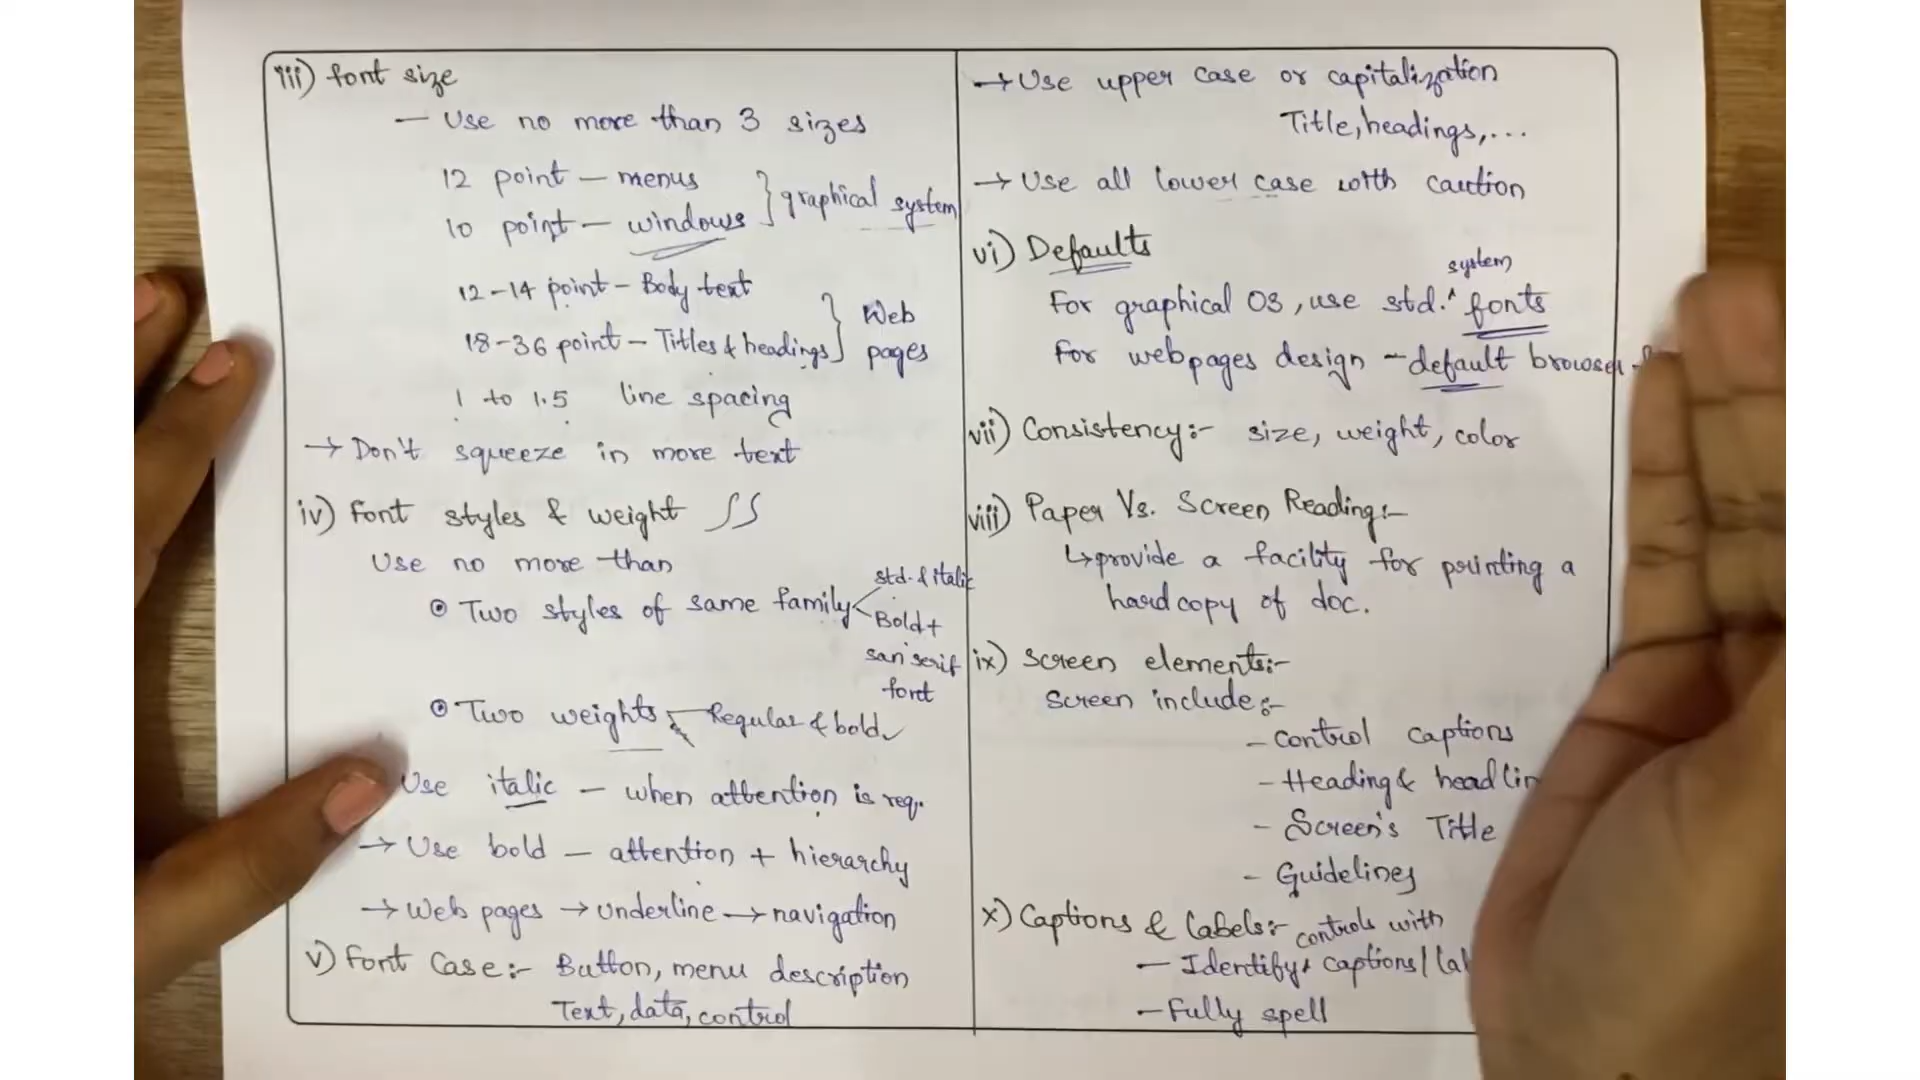 iii) font size
— Use no more than 3 sizes
12 point — menus
10 point — windows
} graphical system
12-14 point - Body text
18-36 point - Titles & headings
} Web pages
1 to 1.5 line spacing
→ Don't squeeze in more text
iv) Font styles & weight
Use no more than
⊙ Two styles of same family
std. & italic
Bold +
san serif
font
⊙ Two weights Regular & bold
Use italic — when attention is req.
→ Use bold — attention + hierarchy
→ Web pages → underline → navigation
v) Font Case:- Button, menu description
Text, data, control
→ Use upper case or capitalization
Title, headings, ...
→ Use all lower case with caution
vi) Defaults
For graphical OS, use std. ^ system fonts
For webpages design - default browser
vii) Consistency:- size, weight, color
viii) Paper Vs. Screen Reading:-
↳ provide a facility for printing a
hard copy of doc.
ix) Screen elements:-
Screen include:-
- Control captions
- Heading &
- Screen's Title
- Guidelines
x) Captions & Labels:- controls with
— Identify captions/
— Fully spell